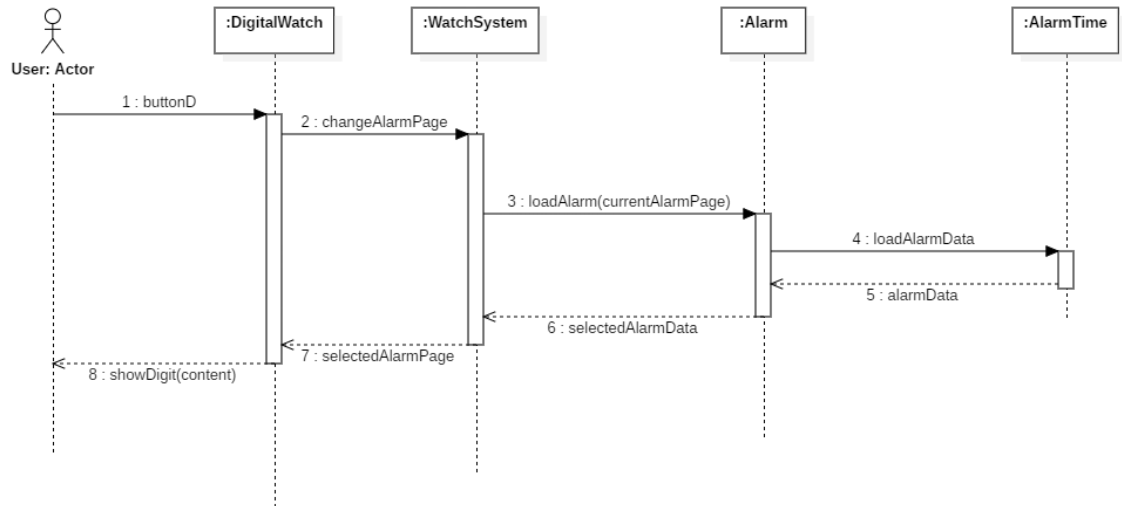 :DigitalWatch
:WatchSystem
:Alarm
:AlarmTime
User: Actor
1 : buttonD
2 : changeAlarmPage
3 : loadAlarm(currentAlarmPage)
4 : loadAlarmData
5 : alarmData
6 : selectedAlarmData
7 : selectedAlarmPage
8 : showDigit(content)